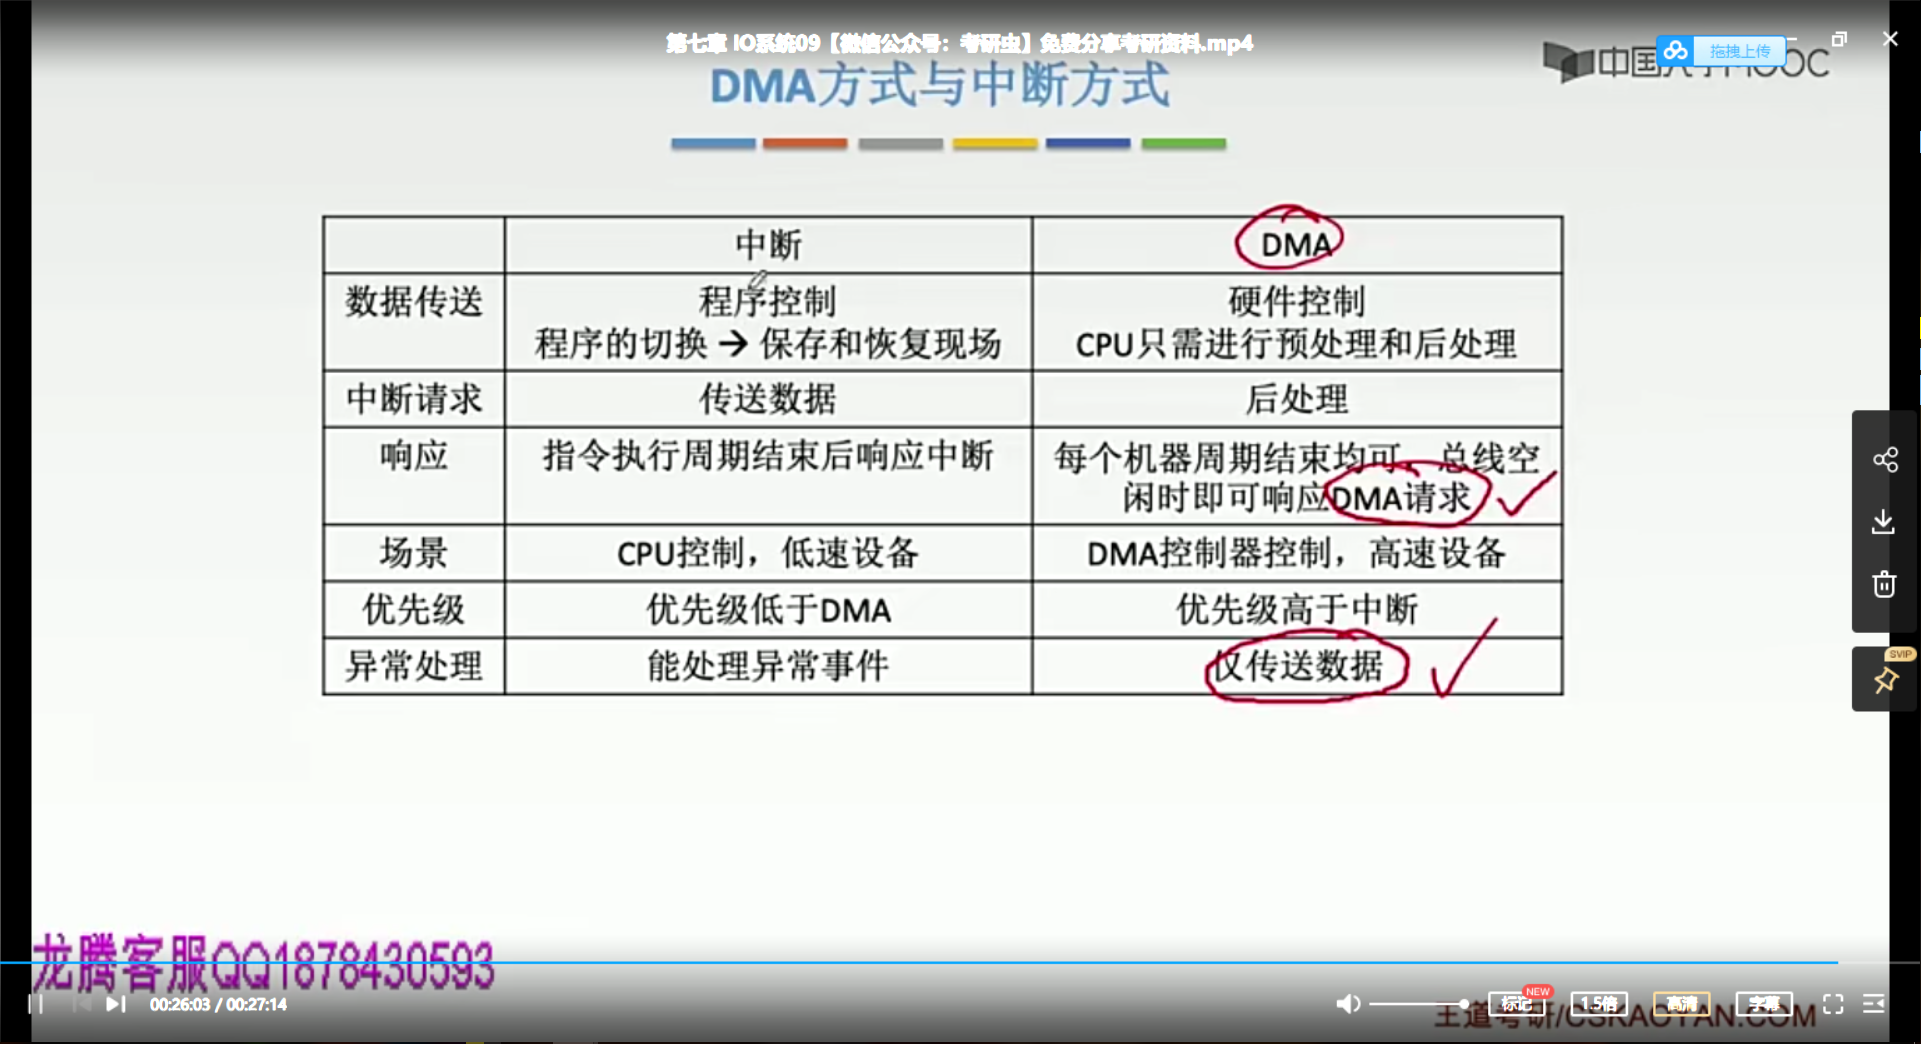 第七章 IO系统09【微信公众号：考研虫】免费分享考研资料.mp4
拖拽上传
DMA方式与中断方式
中断
DMA
数据传送
程序控制
程序的切换 → 保存和恢复现场
硬件控制
CPU只需进行预处理和后处理
中断请求
传送数据
后处理
响应
指令执行周期结束后响应中断
每个机器周期结束均可，总线空
闲时即可响应DMA请求
场景
CPU控制，低速设备
DMA控制器控制，高速设备
优先级
优先级低于DMA
优先级高于中断
异常处理
能处理异常事件
仅传送数据
SVIP
龙腾客服QQ1878430593
00:26:03 / 00:27:14
标记
NEW
1.5倍
高清
字幕
王道考研/CSKAOYAN.COM